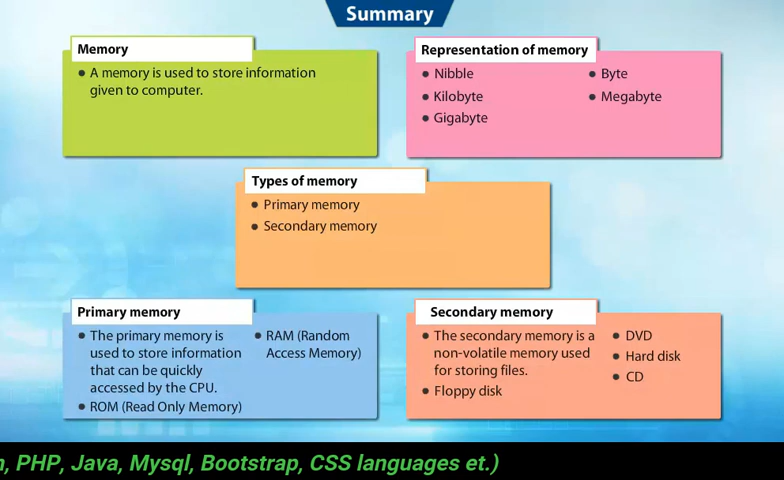 Summary
Memory
• A memory is used to store information
given to computer.
Representation of memory
• Nibble
• Byte
• Kilobyte
• Megabyte
• Gigabyte
Types of memory
• Primary memory
• Secondary memory
Primary memory
• The primary memory is
used to store information
that can be quickly
accessed by the CPU.
• ROM (Read Only Memory)
• RAM (Random
Access Memory)
Secondary memory
• The secondary memory is a
non-volatile memory used
for storing files.
• Floppy disk
• DVD
• Hard disk
• CD
, PHP, Java, Mysql, Bootstrap, CSS languages et.)